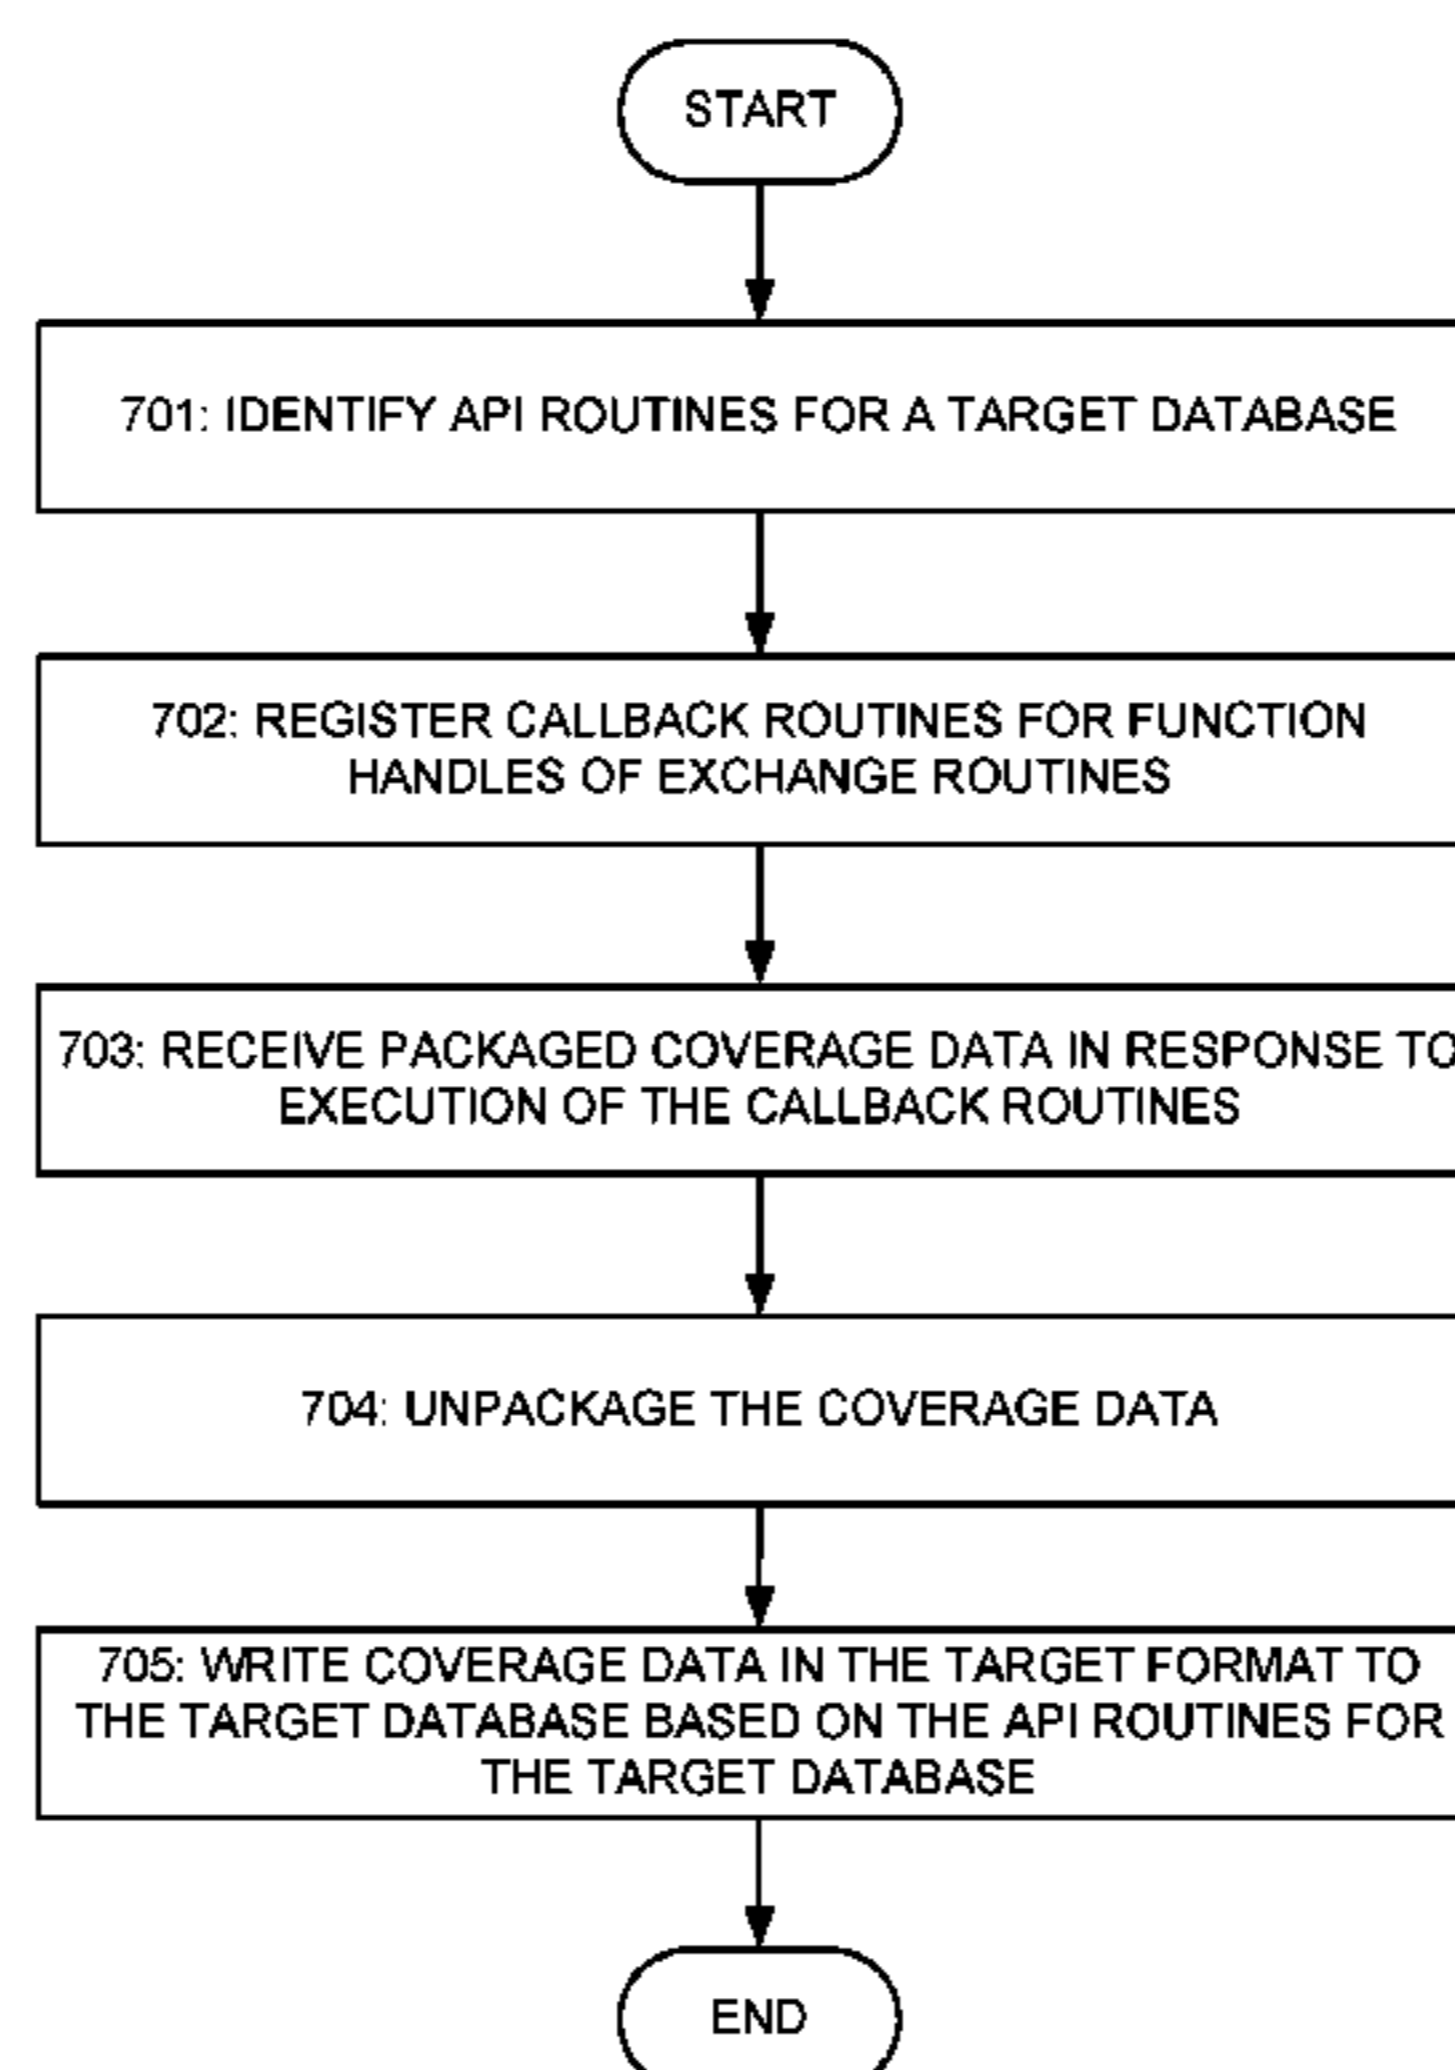 START
701: IDENTIFY API ROUTINES FOR A TARGET DATABASE
702: REGISTER CALLBACK ROUTINES FOR FUNCTION
HANDLES OF EXCHANGE ROUTINES
703: RECEIVE PACKAGED COVERAGE DATA IN RESPONSE TO
EXECUTION OF THE CALLBACK ROUTINES
704: UNPACKAGE THE COVERAGE DATA
705: WRITE COVERAGE DATA IN THE TARGET FORMAT TO
THE TARGET DATABASE BASED ON THE API ROUTINES FOR
THE TARGET DATABASE
END